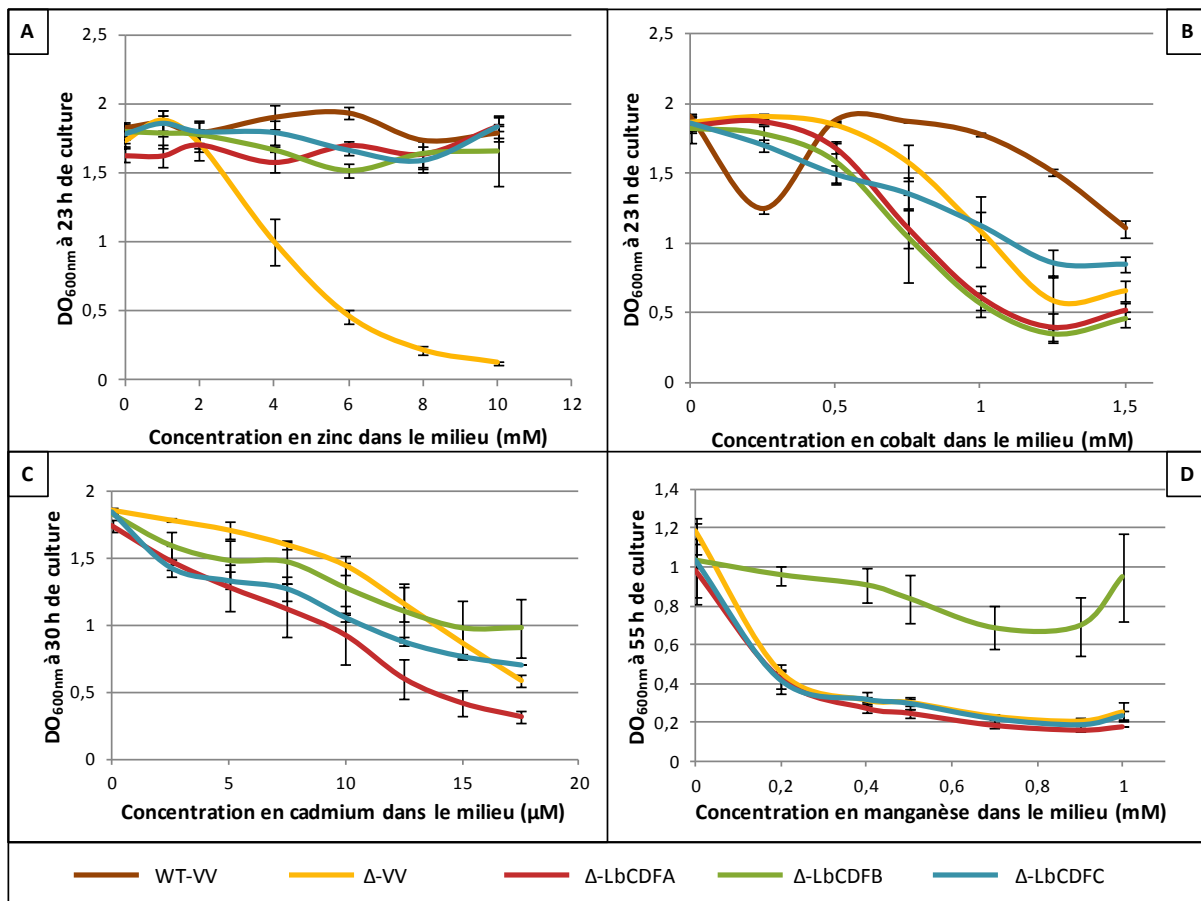 A
B
2,5
2
1,5
1
0,5
0
DO600nm à 23 h de culture
0 2 4 6 8 10 12
Concentration en zinc dans le milieu (mM)
2,5
2
1,5
1
0,5
0
DO600nm à 23 h de culture
0 0,5 1 1,5
Concentration en cobalt dans le milieu (mM)
C
D
2
1,5
1
0,5
0
DO600nm à 30 h de culture
0 5 10 15 20
Concentration en cadmium dans le milieu (µM)
1,4
1,2
1
0,8
0,6
0,4
0,2
0
DO600nm à 55 h de culture
0 0,2 0,4 0,6 0,8 1
Concentration en manganèse dans le milieu (mM)
WT-VV Δ-VV Δ-LbCDFA Δ-LbCDFB Δ-LbCDFC